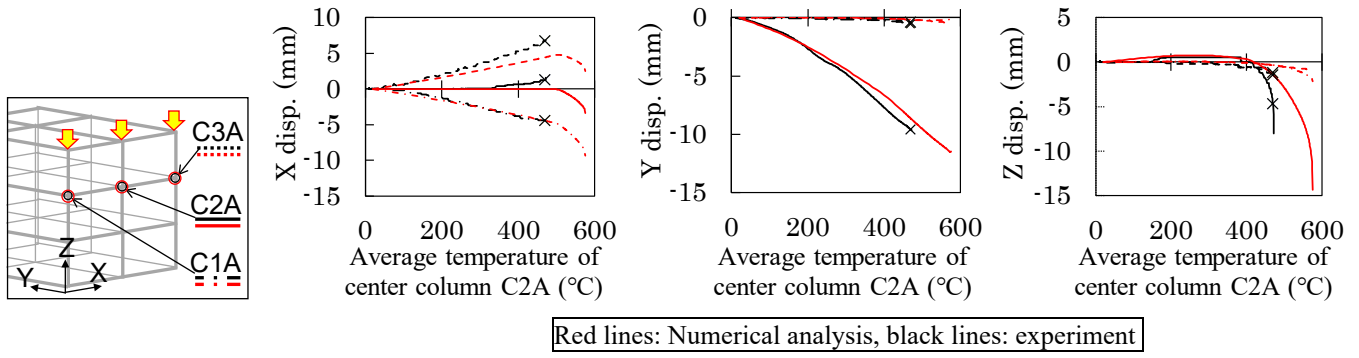 C3A
C2A
C1A
Z
Y
X
X disp. (mm)
10
5
0
-5
-10
-15
0 200 400 600
Average temperature of
center column C2A (°C)
Y disp. (mm)
0
-5
-10
-15
0 200 400 600
Average temperature of
center column C2A (°C)
Z disp. (mm)
5
0
-5
-10
-15
0 200 400 600
Average temperature of
center column C2A (°C)
Red lines: Numerical analysis, black lines: experiment